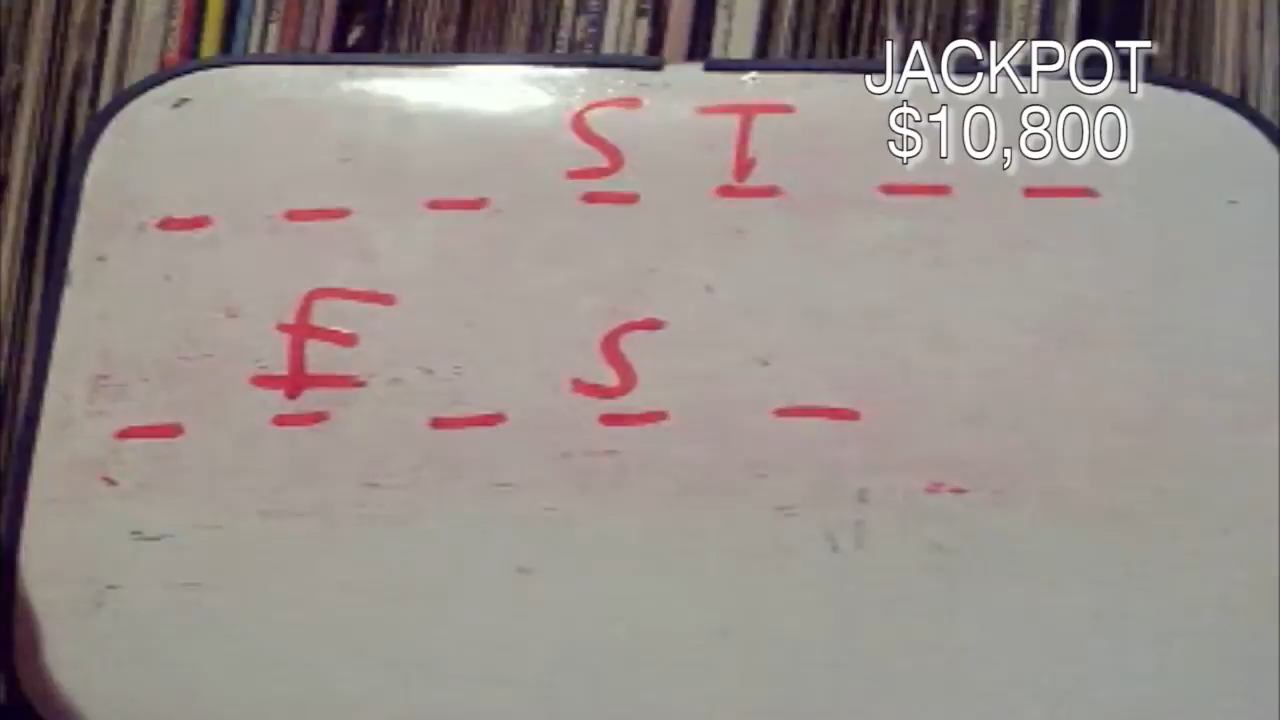 JACKPOT
$10,800
_ _ _ S T _ _
_ E _ S _